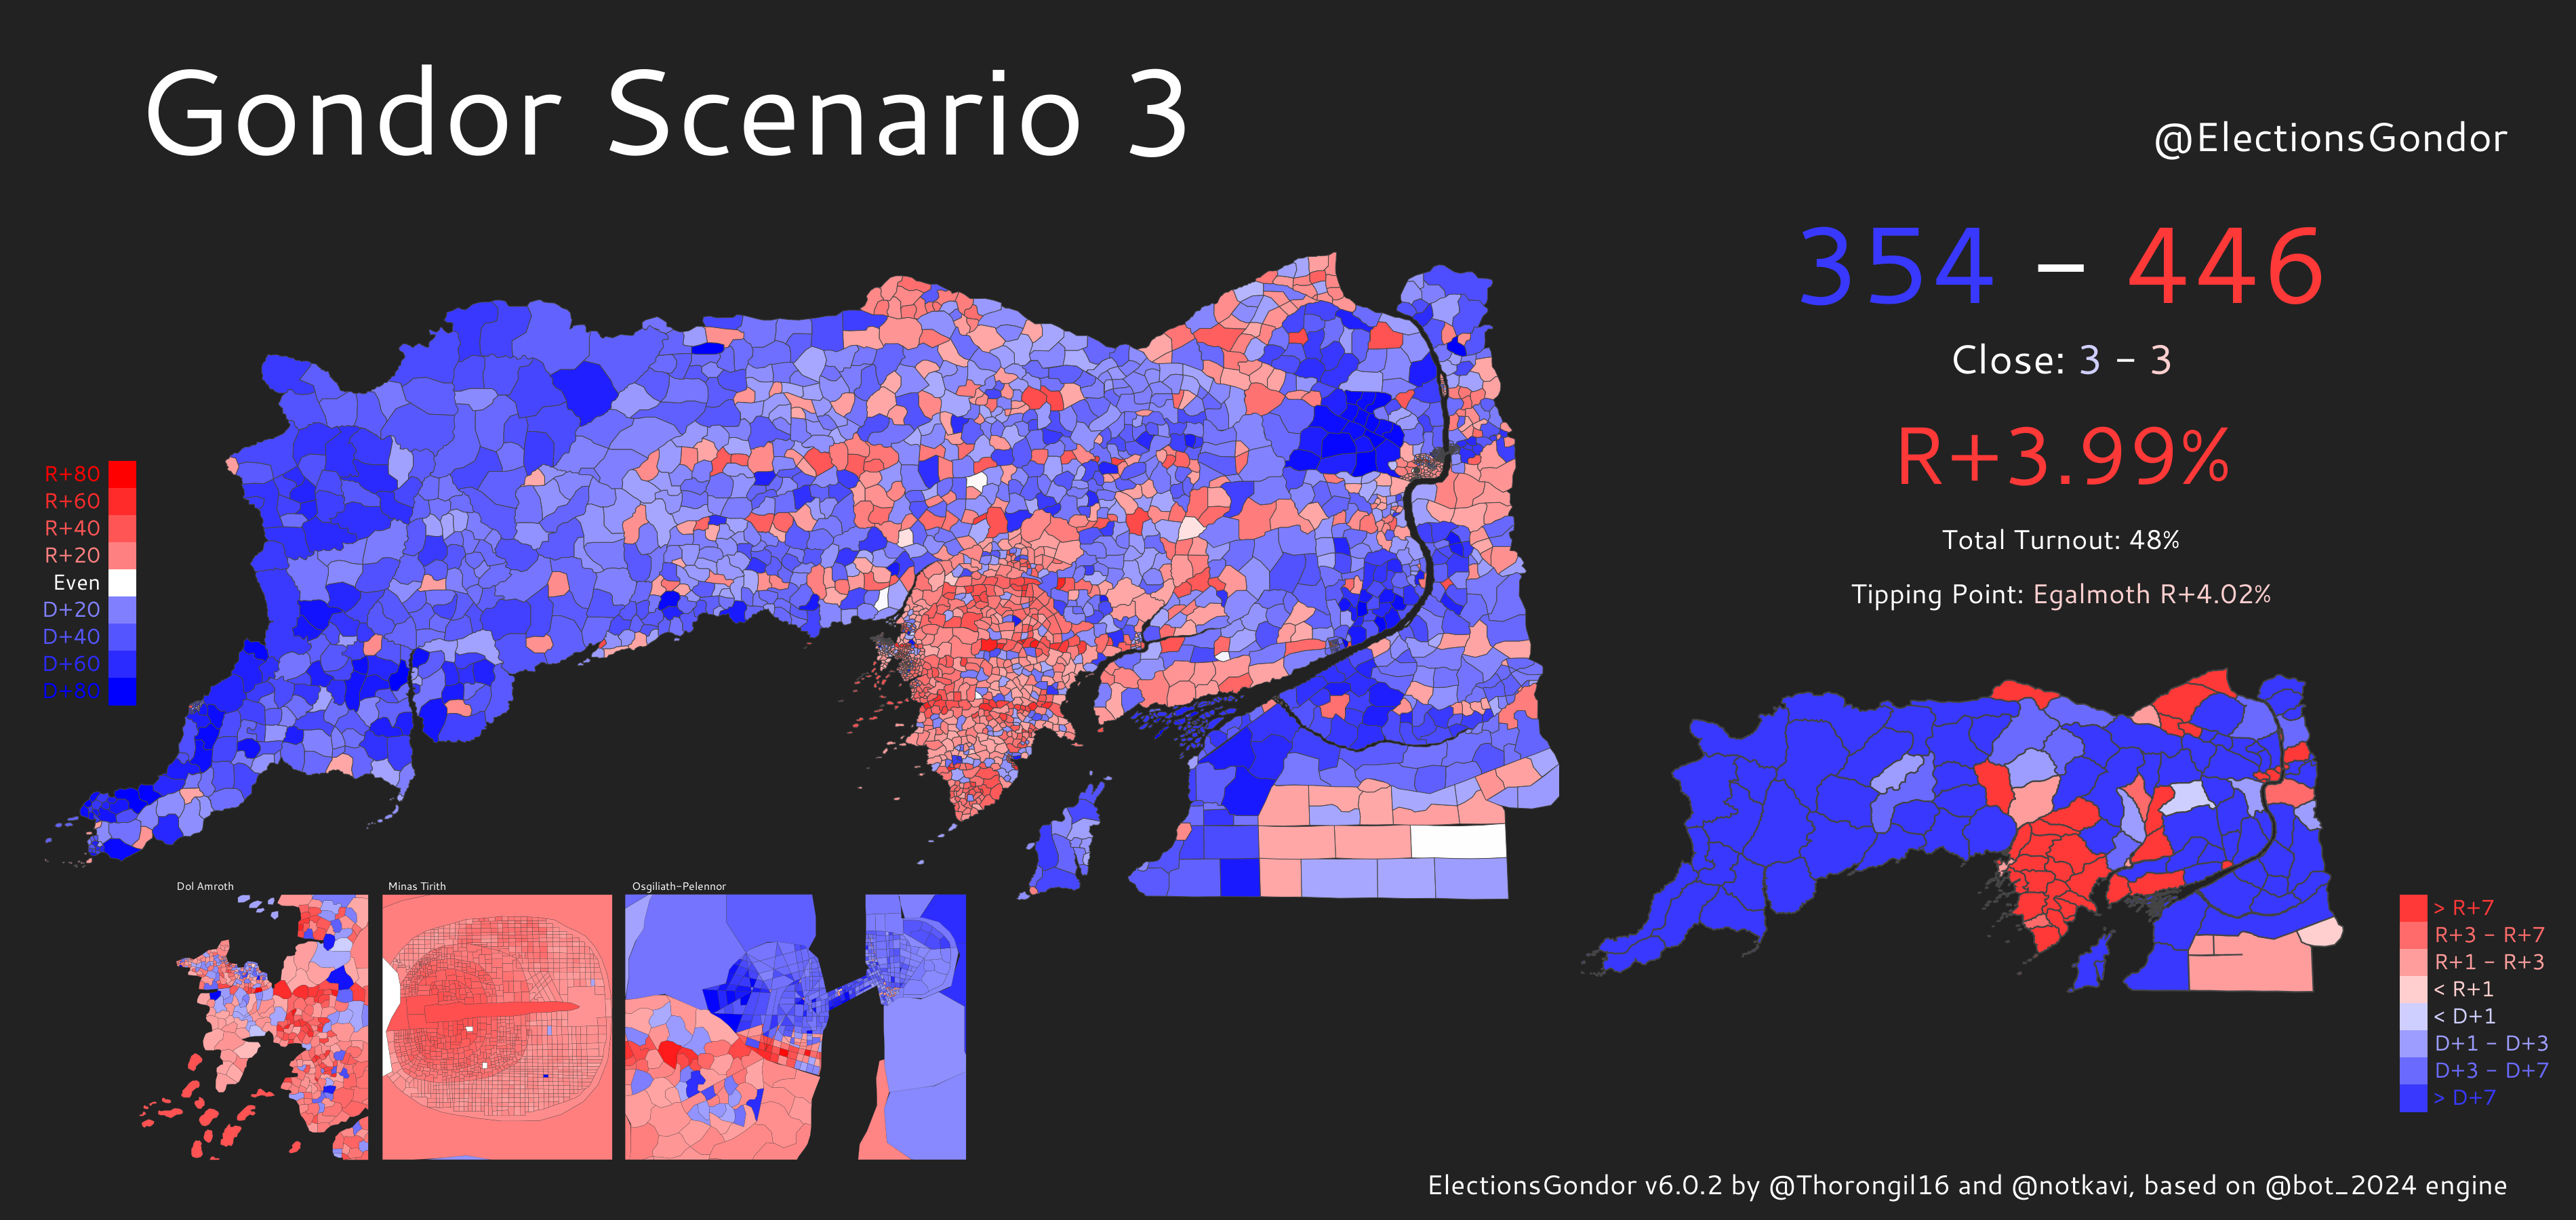 Gondor Scenario 3
@ElectionsGondor
354 – 446
Close: 3 – 3
R+3.99%
Total Turnout: 48%
Tipping Point: Egalmoth R+4.02%
R+80
R+60
R+40
R+20
Even
D+20
D+40
D+60
D+80
Dol Amroth
Minas Tirith
Osgiliath-Pelennor
> R+7
R+3 - R+7
R+1 - R+3
< R+1
< D+1
D+1 - D+3
D+3 - D+7
> D+7
ElectionsGondor v6.0.2 by @Thorongil16 and @notkavi, based on @bot_2024 engine